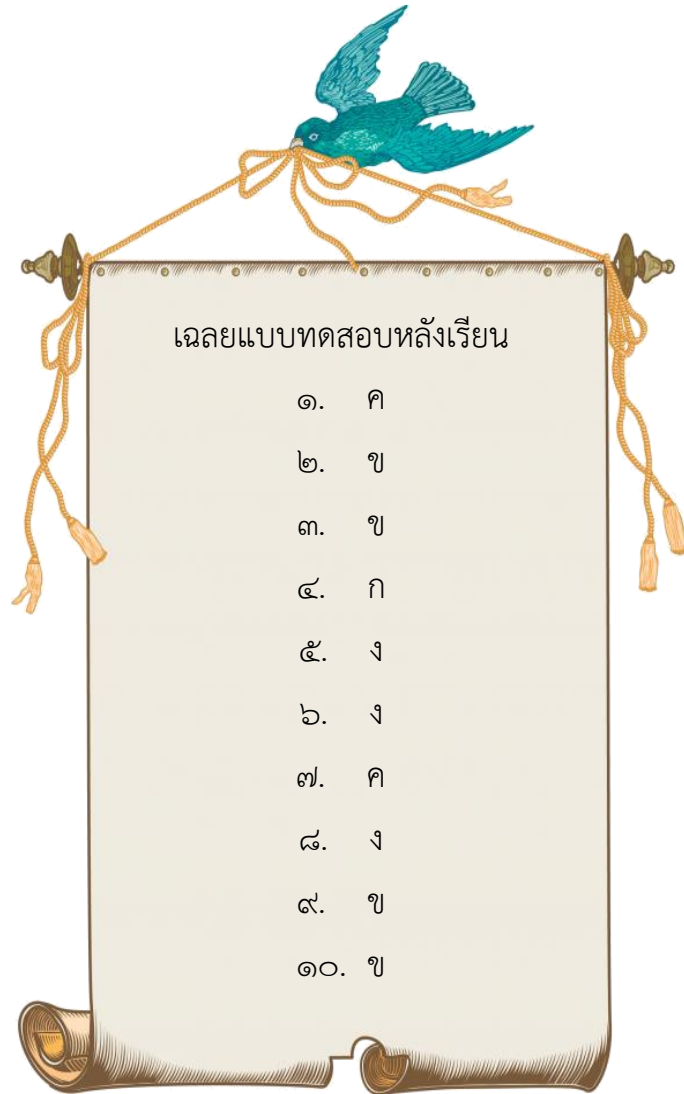 เฉลยแบบทดสอบหลังเรียน
๑. ค
๒. ข
๓. ข
๔. ก
๕. ง
๖. ง
๗. ค
๘. ง
๙. ข
๑๐. ข